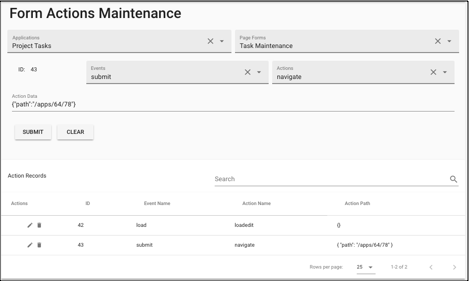 Form Actions Maintenance
Applications
Project Tasks
Page Forms
Task Maintenance
ID: 43
Events
submit
Actions
navigate
Action Data
{"path":"/apps/64/78"}
SUBMIT CLEAR
Action Records
Search
Actions ID Event Name Action Name Action Path
42 load loadedit {}
43 submit navigate { "path": "/apps/64/78" }
Rows per page: 25 1-2 of 2